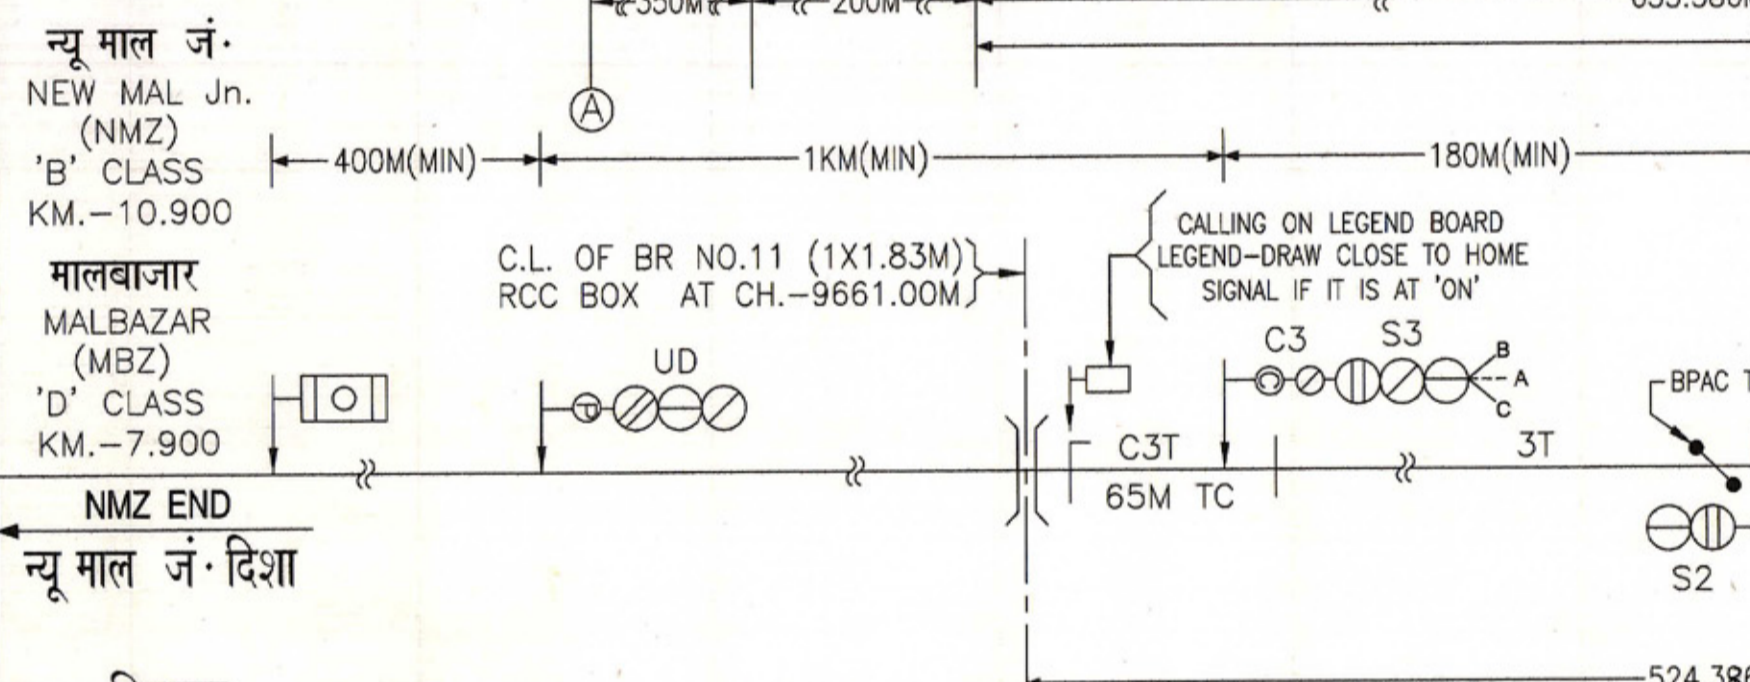 350M
200M
न्यू माल जं.
NEW MAL Jn.
(NMZ)
'B' CLASS
KM.-10.900
A
400M(MIN)
1KM(MIN)
180M(MIN)
मालबाजार
MALBAZAR
(MBZ)
'D' CLASS
KM.-7.900
C.L. OF BR NO.11 (1X1.83M)
RCC BOX AT CH.-9661.00M
CALLING ON LEGEND BOARD
LEGEND-DRAW CLOSE TO HOME
SIGNAL IF IT IS AT 'ON'
UD
P
C3
S3
C
B
A
C
BPAC
C3T
3T
65M TC
NMZ END
न्यू माल जं. दिशा
S2